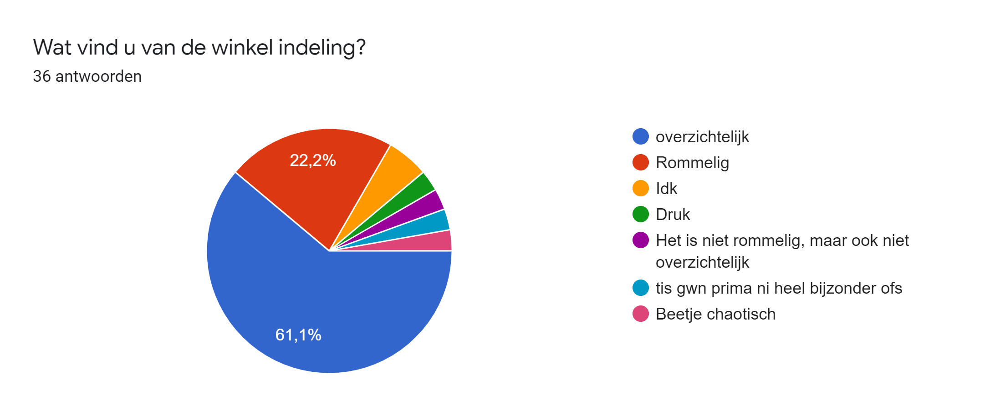 Wat vind u van de winkel indeling?
36 antwoorden
22,2%
61,1%
overzichtelijk
Rommelig
Idk
Druk
Het is niet rommelig, maar ook niet
overzichtelijk
tis gwn prima ni heel bijzonder ofs
Beetje chaotisch